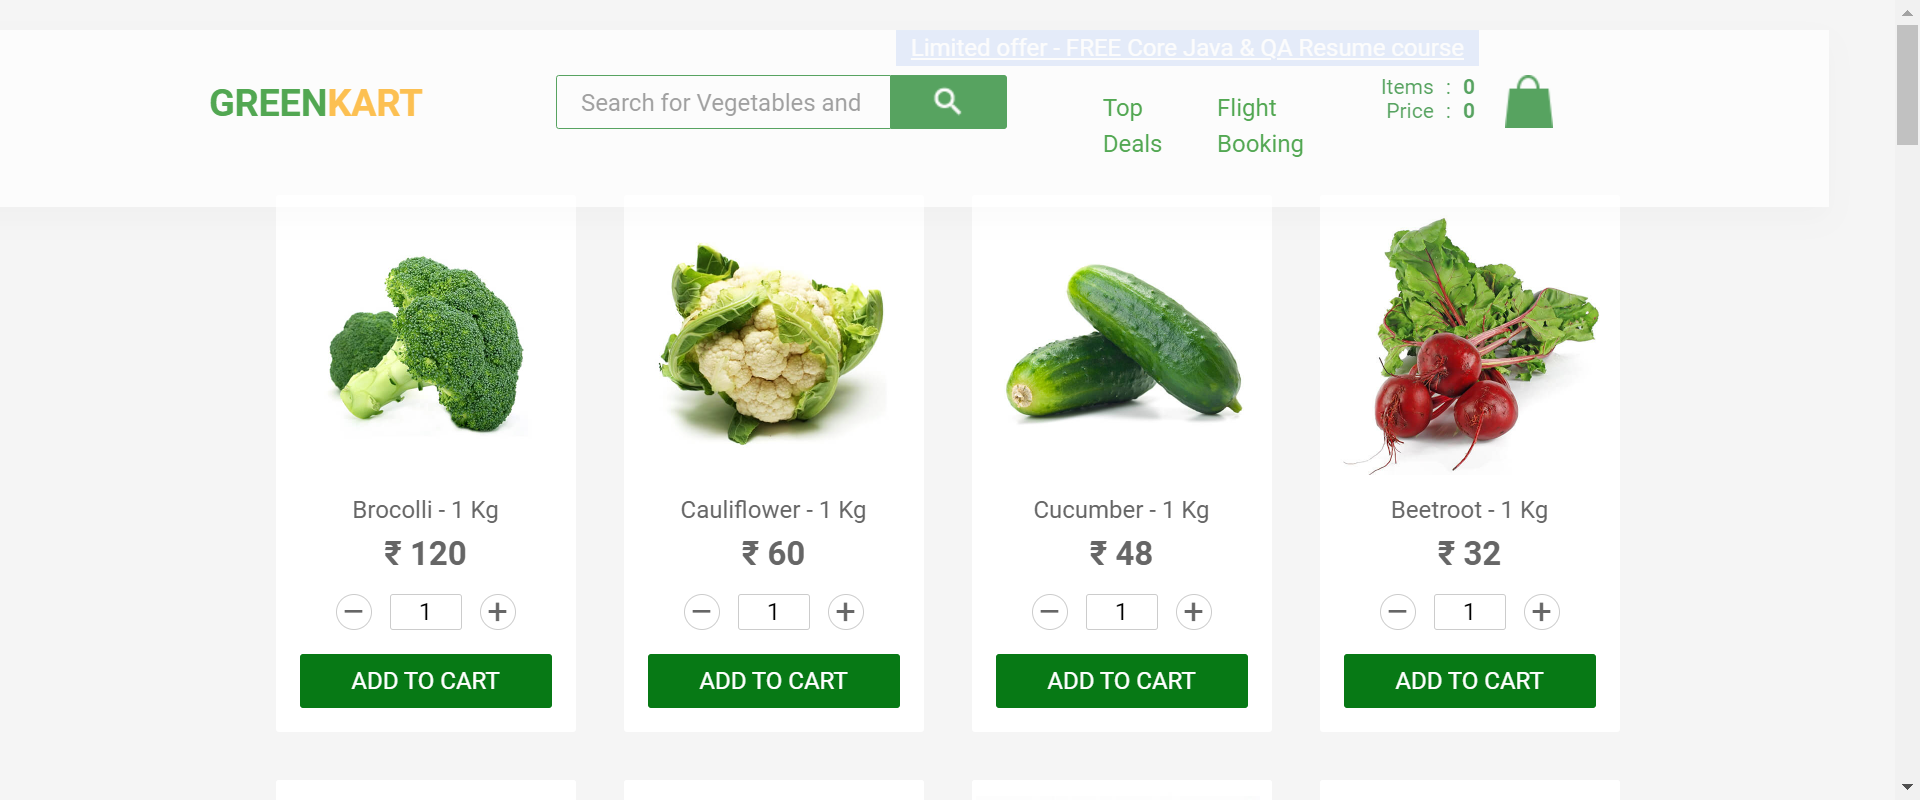 Limited offer - FREE Core Java & QA Resume course
GREENKART
Search for Vegetables and
Top
Deals
Flight
Booking
Items : 0
Price : 0
Brocolli - 1 Kg
₹ 120
− 1 +
ADD TO CART
Cauliflower - 1 Kg
₹ 60
− 1 +
ADD TO CART
Cucumber - 1 Kg
₹ 48
− 1 +
ADD TO CART
Beetroot - 1 Kg
₹ 32
− 1 +
ADD TO CART